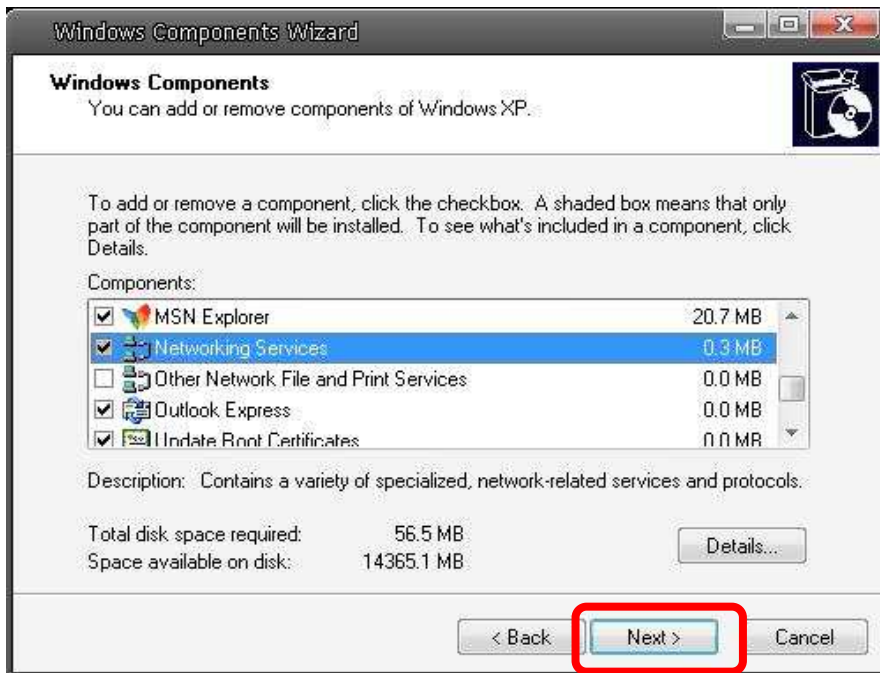 Windows Components Wizard
Windows Components
You can add or remove components of Windows XP.
To add or remove a component, click the checkbox. A shaded box means that only
part of the component will be installed. To see what's included in a component, click
Details.
Components:
MSN Explorer 20.7 MB
Networking Services 0.3 MB
Other Network File and Print Services 0.0 MB
Outlook Express 0.0 MB
Update Root Certificates 0.0 MB
Description: Contains a variety of specialized, network-related services and protocols.
Total disk space required: 56.5 MB
Space available on disk: 14365.1 MB
Details...
< Back Next > Cancel